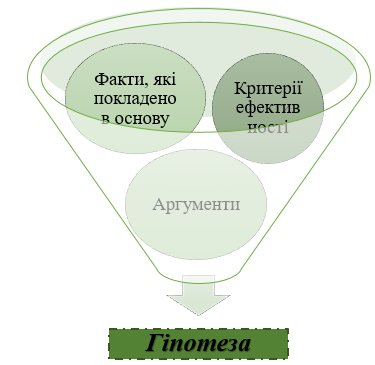 Факти, які
покладено
в основу
Критерії
ефектив
ності
Аргументи
Гіпотеза